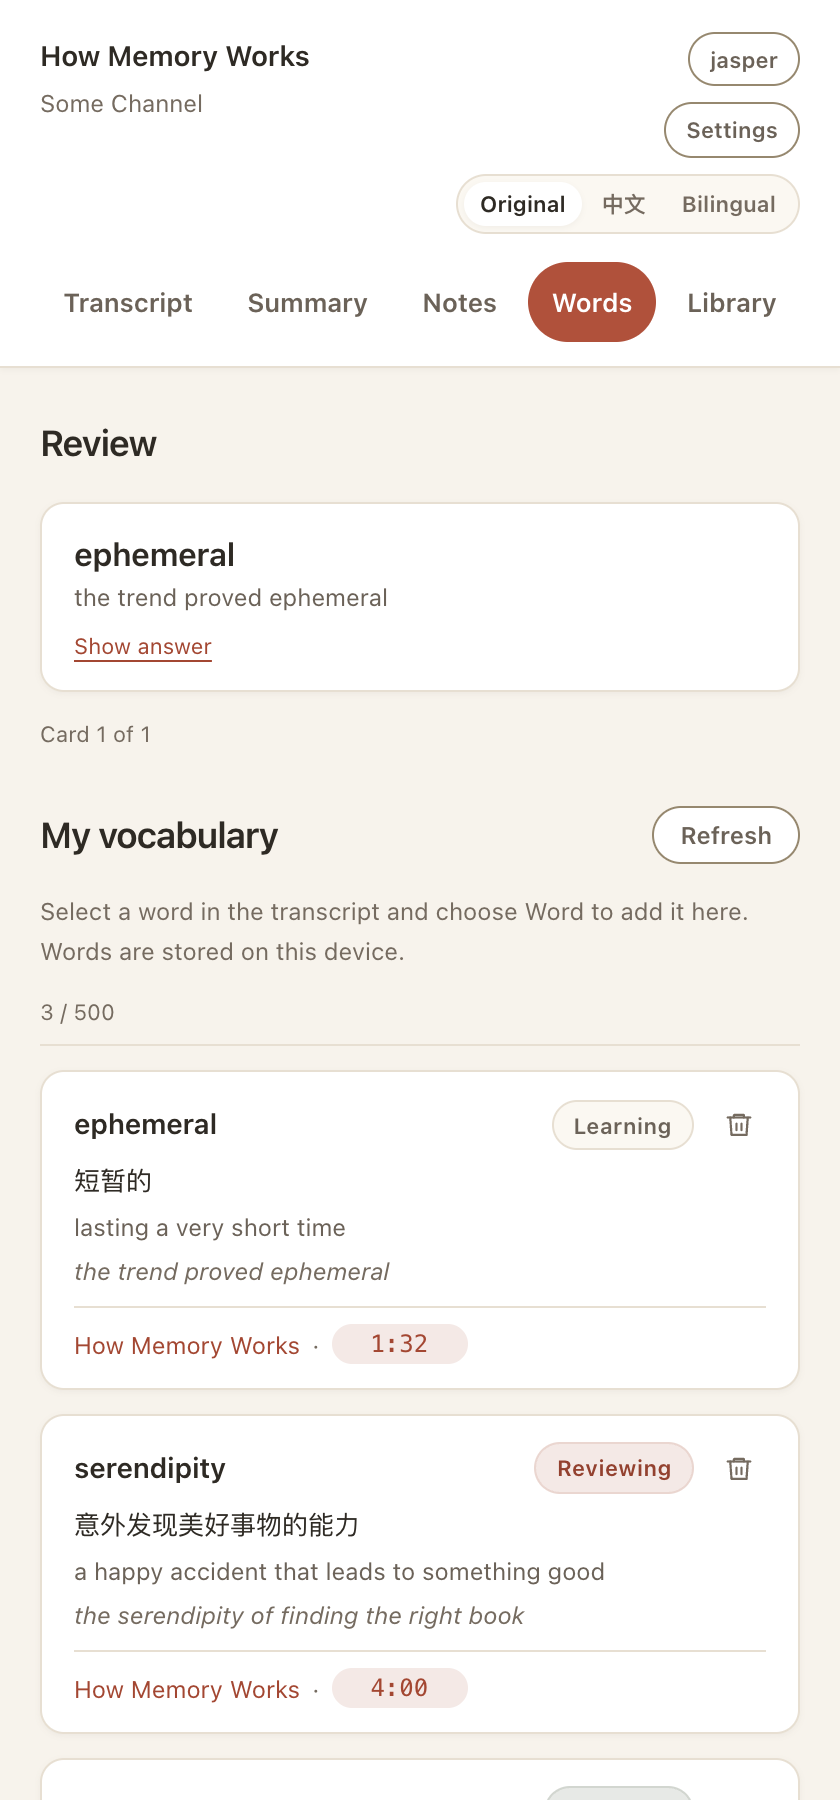 How Memory Works
Some Channel
jasper
Settings
Original 中文 Bilingual
Transcript Summary Notes Words Library
Review
ephemeral
the trend proved ephemeral
Show answer
Card 1 of 1
My vocabulary
Refresh
Select a word in the transcript and choose Word to add it here.
Words are stored on this device.
3 / 500
ephemeral
Learning
短暂的
lasting a very short time
the trend proved ephemeral
How Memory Works · 1:32
serendipity
Reviewing
意外发现美好事物的能力
a happy accident that leads to something good
the serendipity of finding the right book
How Memory Works · 4:00